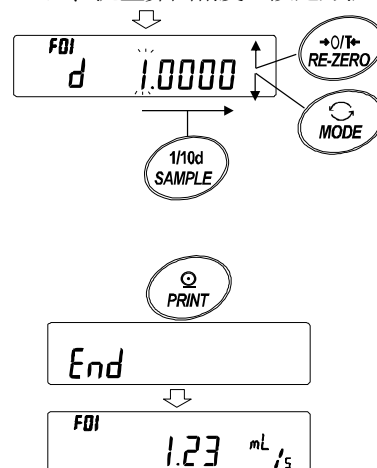 F01
d 1.0000
→0/T←
RE-ZERO
MODE
1/10d
SAMPLE
PRINT
End
F01
1.23 mL/s